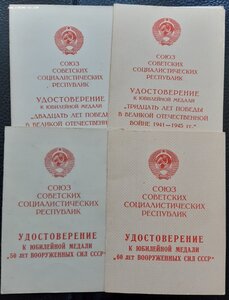 СОЮЗ
СОВЕТСКИХ
СОЦИАЛИСТИЧЕСКИХ
РЕСПУБЛИК
УДОСТОВЕРЕНИЕ
К ЮБИЛЕЙНОЙ МЕДАЛИ
„ДВАДЦАТЬ ЛЕТ ПОБЕДЫ
В ВЕЛИКОЙ ОТЕЧЕСТВЕННОЙ
СОЮЗ
СОВЕТСКИХ
СОЦИАЛИСТИЧЕСКИХ
РЕСПУБЛИК
УДОСТОВЕРЕНИЕ
К ЮБИЛЕЙНОЙ МЕДАЛИ
„ТРИДЦАТЬ ЛЕТ ПОБЕДЫ
В ВЕЛИКОЙ ОТЕЧЕСТВЕННОЙ
ВОЙНЕ 1941—1945 гг."
СОЮЗ
СОВЕТСКИХ
СОЦИАЛИСТИЧЕСКИХ
РЕСПУБЛИК
УДОСТОВЕРЕНИЕ
К ЮБИЛЕЙНОЙ МЕДАЛИ
"50 ЛЕТ ВООРУЖЕННЫХ СИЛ СССР"
СОЮЗ
СОВЕТСКИХ
СОЦИАЛИСТИЧЕСКИХ
РЕСПУБЛИК
УДОСТОВЕРЕНИЕ
К ЮБИЛЕЙНОЙ МЕДАЛИ
"60 ЛЕТ ВООРУЖЕННЫХ СИЛ СССР"